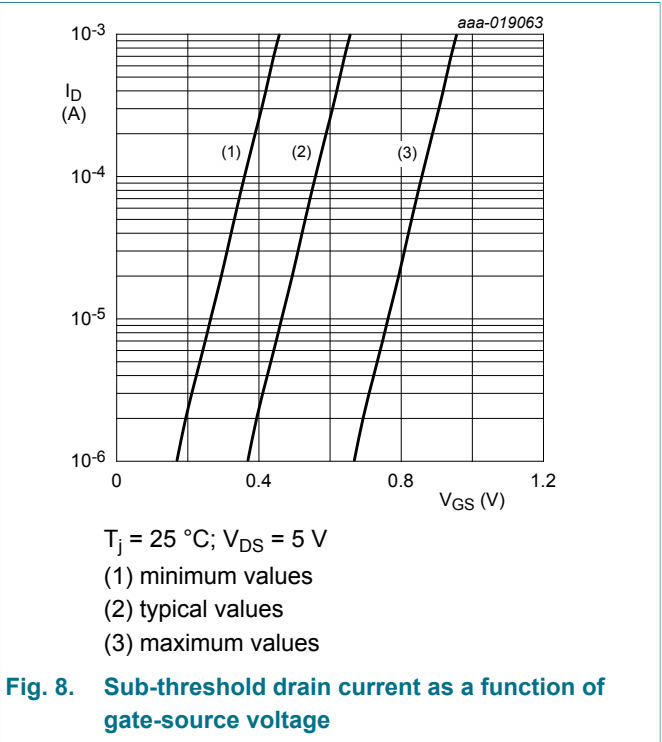 aaa-019063
10-3
I_D
(A)
(1) (2) (3)
10-4
10-5
10-6
0 0.4 0.8 1.2
V_GS (V)
T_j = 25 °C; V_DS = 5 V
(1) minimum values
(2) typical values
(3) maximum values
Fig. 8. Sub-threshold drain current as a function of
gate-source voltage